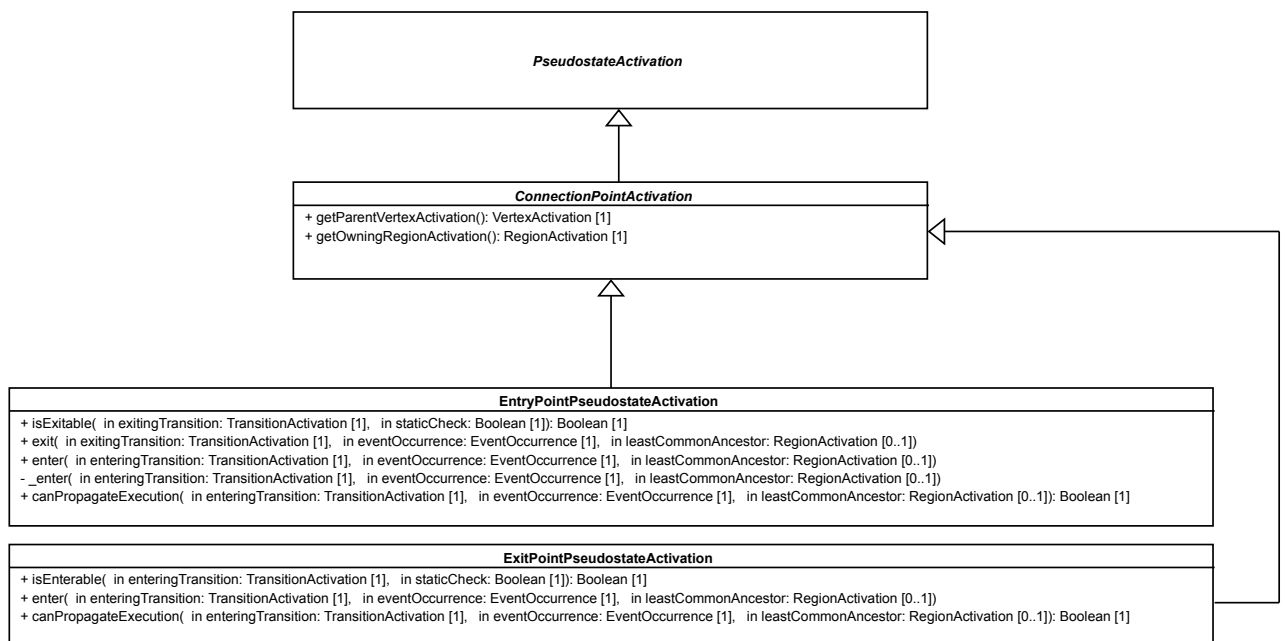 PseudostateActivation
ConnectionPointActivation
+ getParentVertexActivation(): VertexActivation [1]
+ getOwningRegionActivation(): RegionActivation [1]
EntryPointPseudostateActivation
+ isExitable( in exitingTransition: TransitionActivation [1], in staticCheck: Boolean [1]): Boolean [1]
+ exit( in exitingTransition: TransitionActivation [1], in eventOccurrence: EventOccurrence [1], in leastCommonAncestor: RegionActivation [0..1])
+ enter( in enteringTransition: TransitionActivation [1], in eventOccurrence: EventOccurrence [1], in leastCommonAncestor: RegionActivation [0..1])
- _enter( in enteringTransition: TransitionActivation [1], in eventOccurrence: EventOccurrence [1], in leastCommonAncestor: RegionActivation [0..1])
+ canPropagateExecution( in enteringTransition: TransitionActivation [1], in eventOccurrence: EventOccurrence [1], in leastCommonAncestor: RegionActivation [0..1]): Boolean [1]
ExitPointPseudostateActivation
+ isEnterable( in enteringTransition: TransitionActivation [1], in staticCheck: Boolean [1]): Boolean [1]
+ enter( in enteringTransition: TransitionActivation [1], in eventOccurrence: EventOccurrence [1], in leastCommonAncestor: RegionActivation [0..1])
+ canPropagateExecution( in enteringTransition: TransitionActivation [1], in eventOccurrence: EventOccurrence [1], in leastCommonAncestor: RegionActivation [0..1]): Boolean [1]